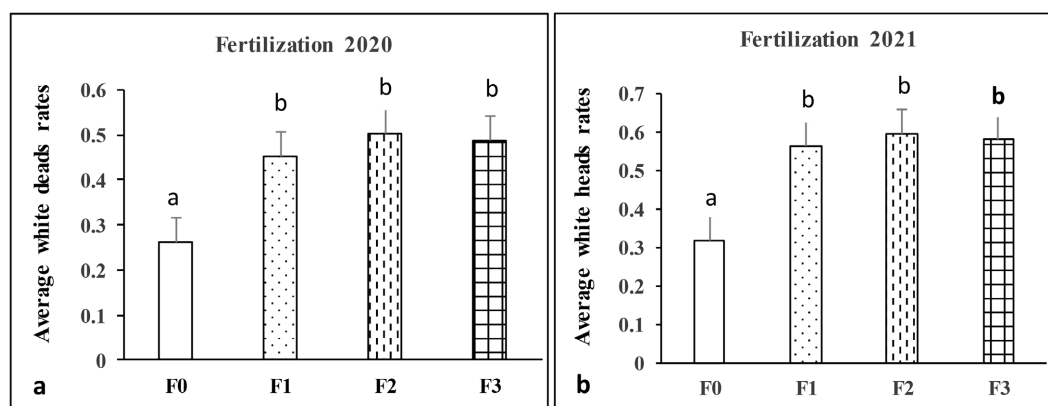 Fertilization 2020
Average white deads rates
0.6
0.5
0.4
0.3
0.2
0.1
0
a
b
b
b
F0
F1
F2
F3
a
Fertilization 2021
Average white heads rates
0.7
0.6
0.5
0.4
0.3
0.2
0.1
0
a
b
b
b
F0
F1
F2
F3
b